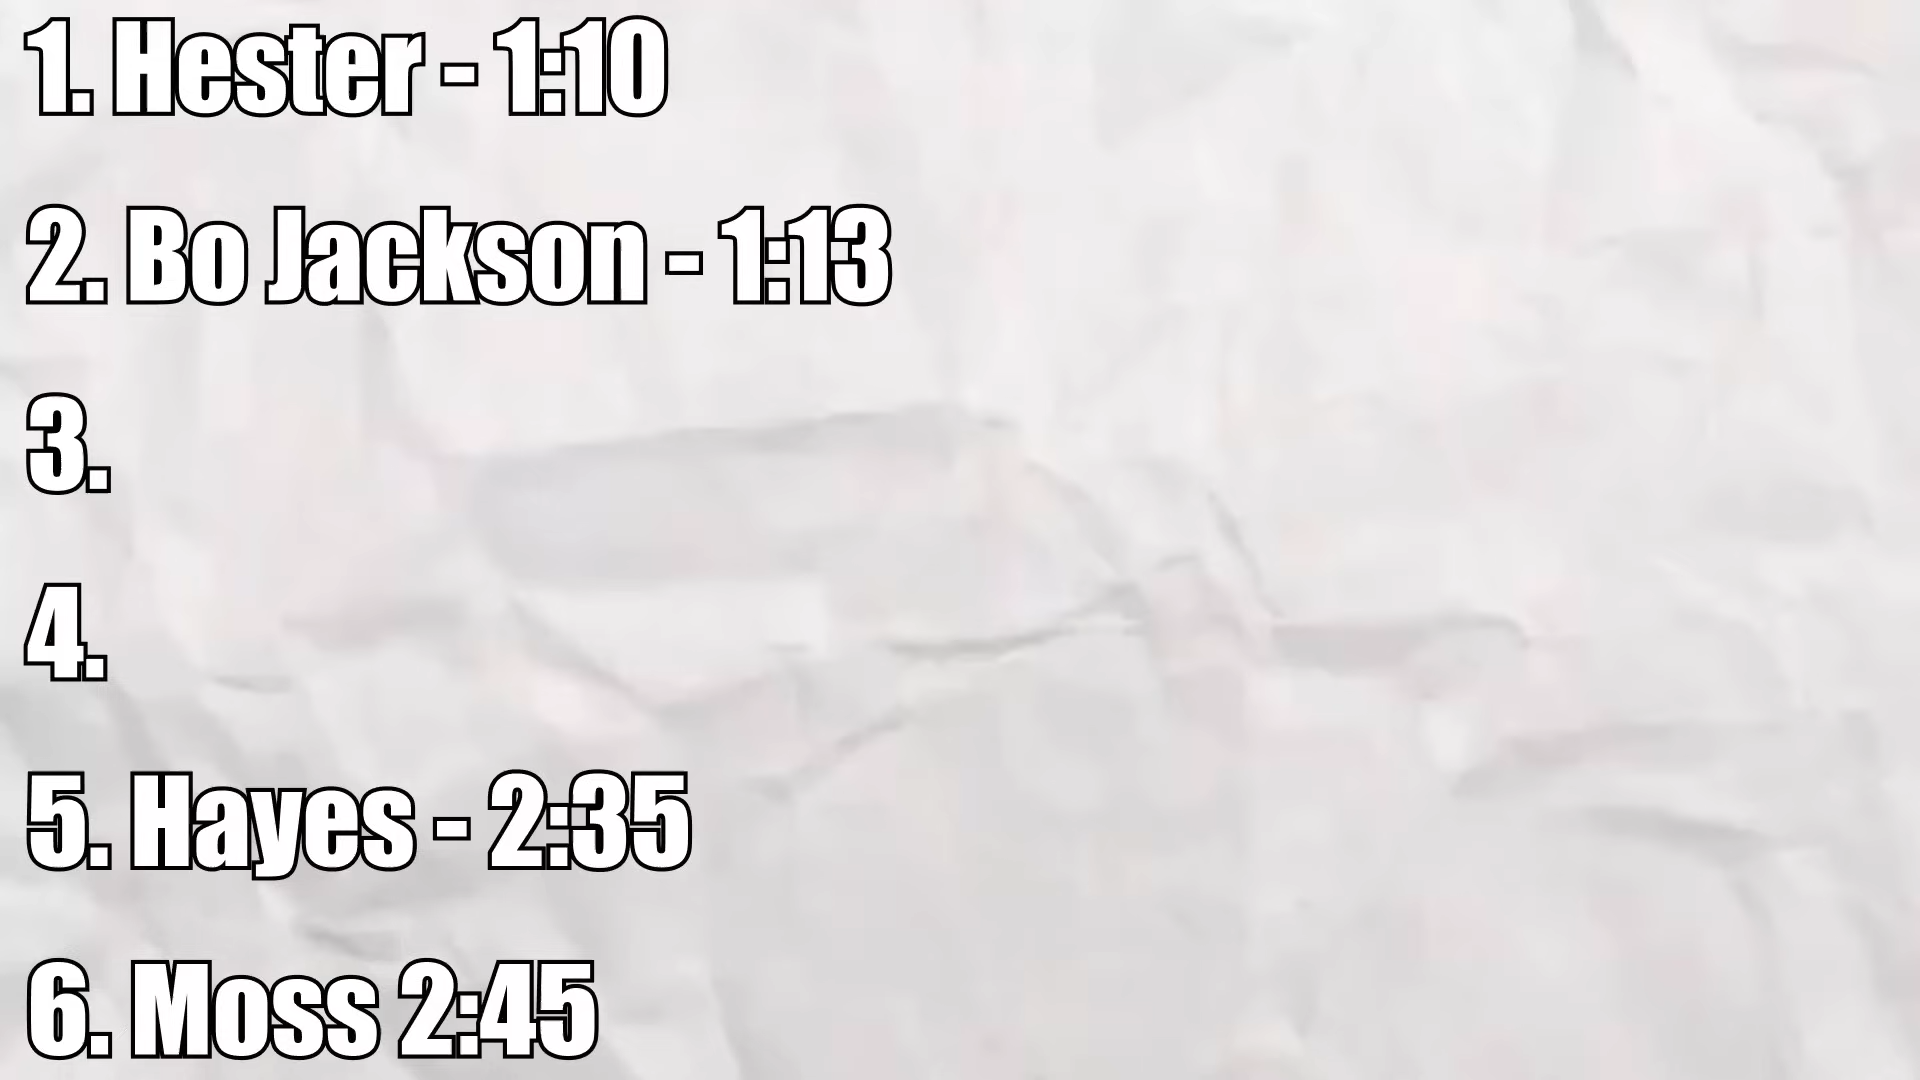 1. Hester - 1:10
2. Bo Jackson - 1:13
3.
4.
5. Hayes - 2:35
6. Moss 2:45